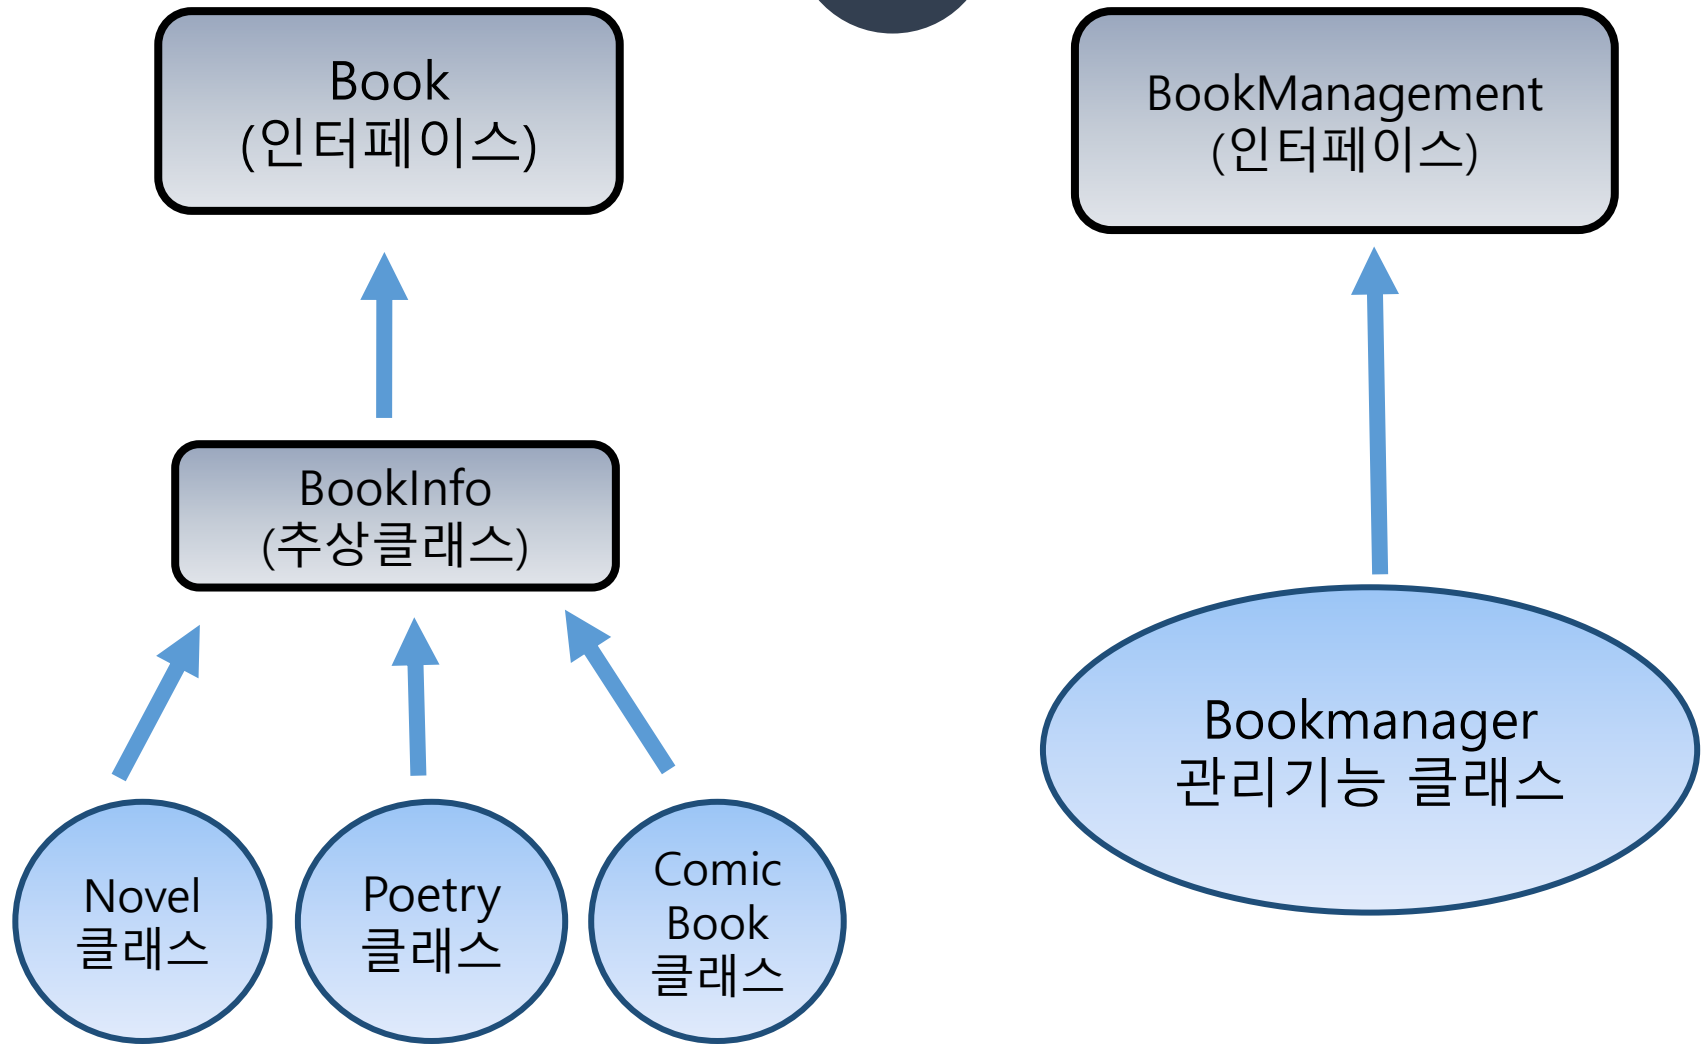 Book
(인터페이스)
BookManagement
(인터페이스)
BookInfo
(추상클래스)
Bookmanager
관리기능 클래스
Novel
클래스
Poetry
클래스
Comic
Book
클래스